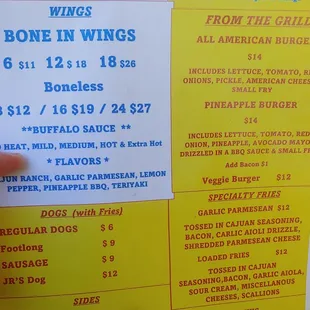 WINGS
BONE IN WINGS
6 $11 12 $18 18 $26
Boneless
$12 / 16 $19 / 24 $27
**BUFFALO SAUCE **
HEAT, MILD, MEDIUM, HOT & Extra Hot
* FLAVORS *
RANCH, GARLIC PARMESEAN, LEMON
PEPPER, PINEAPPLE BBQ, TERIYAKI
DOGS (with Fries)
REGULAR DOGS $ 6
Footlong $ 9
SAUSAGE $ 9
JR'S Dog $12
SIDES
FROM THE GRILL
ALL AMERICAN BURGE
$14
INCLUDES LETTUCE, TOMATO,
ONIONS, PICKLE, AMERICAN CHEES
SMALL FRY
PINEAPPLE BURGER
$14
INCLUDES LETTUCE, TOMATO, RED
ONION, PINEAPPLE, AVOCADO MAYO
DRIZZLED IN A BBQ SAUCE & SMALL F
Add Bacon $1
Veggie Burger $12
SPECIALTY FRIES
GARLIC PARMESEAN $12
TOSSED IN CAJUAN SEASONING,
BACON, CARLIC AIOLI DRIZZLE,
SHREDDED PARMESEAN CHEESE
LOADED FRIES $12
TOSSED IN CAJUAN
SEASONING,BACON, GARLIC AIOLA,
SOUR CREAM, MISCELLANOUS
CHEESES, SCALLIONS